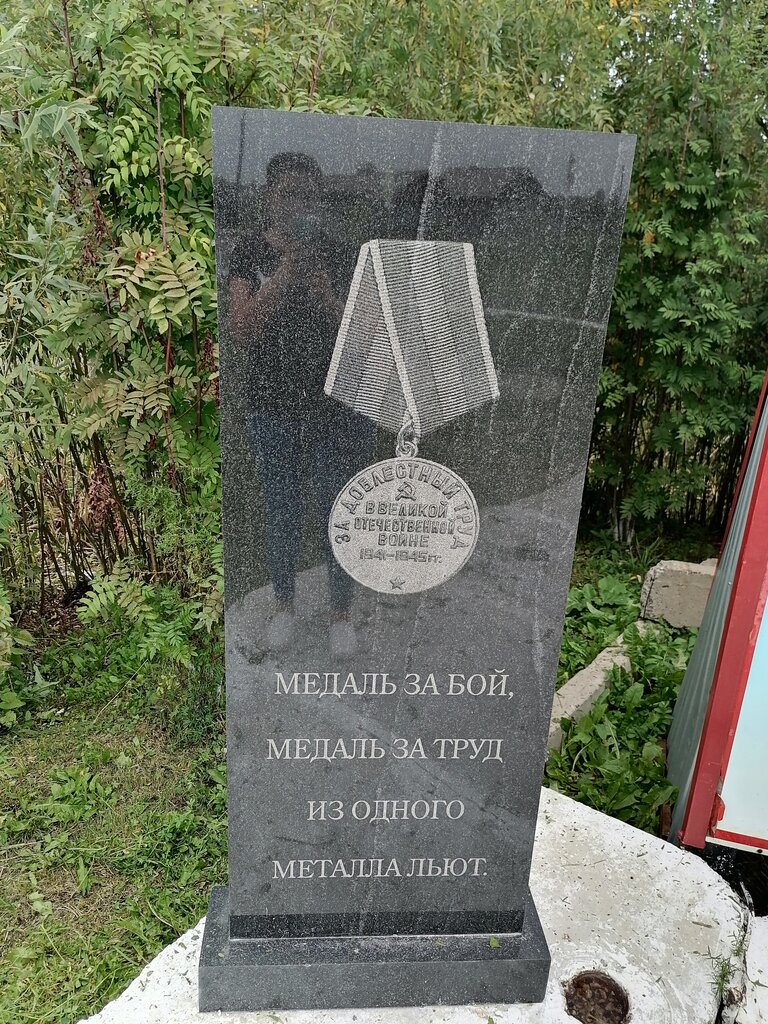 ЗА ДОБЛЕСТНЫЙ ТРУД
В ВЕЛИКОЙ
ОТЕЧЕСТВЕННОЙ
ВОЙНЕ
1941-1945 гг.
МЕДАЛЬ ЗА БОЙ,
МЕДАЛЬ ЗА ТРУД
ИЗ ОДНОГО
МЕТАЛЛА ЛЬЮТ.